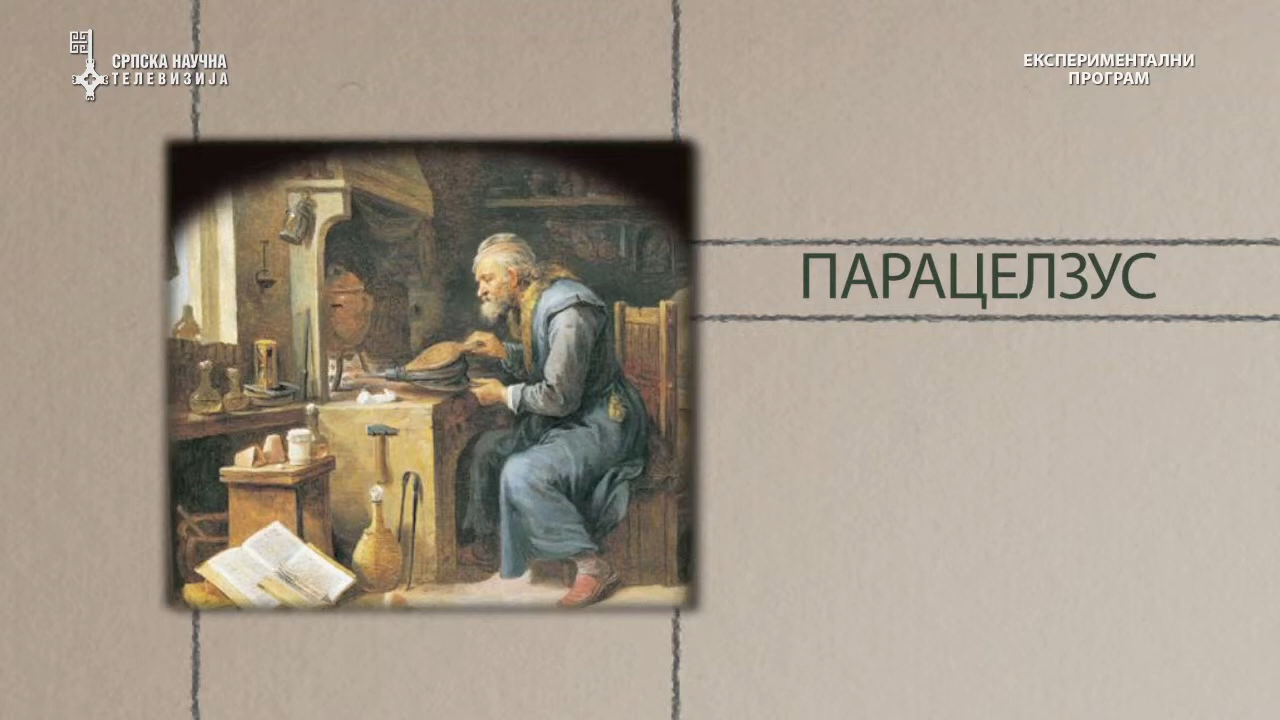 СРПСКА НАУЧНА
ТЕЛЕВИЗИЈА
ЕКСПЕРИМЕНТАЛНИ
ПРОГРАМ
ПАРАЦЕЛЗУС